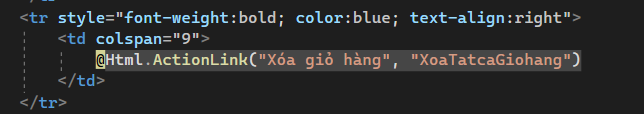 <tr style="font-weight:bold; color:blue; text-align:right">
<td colspan="9">
@Html.ActionLink("Xóa giỏ hàng", "XoaTatcaGiohang")
</td>
</tr>